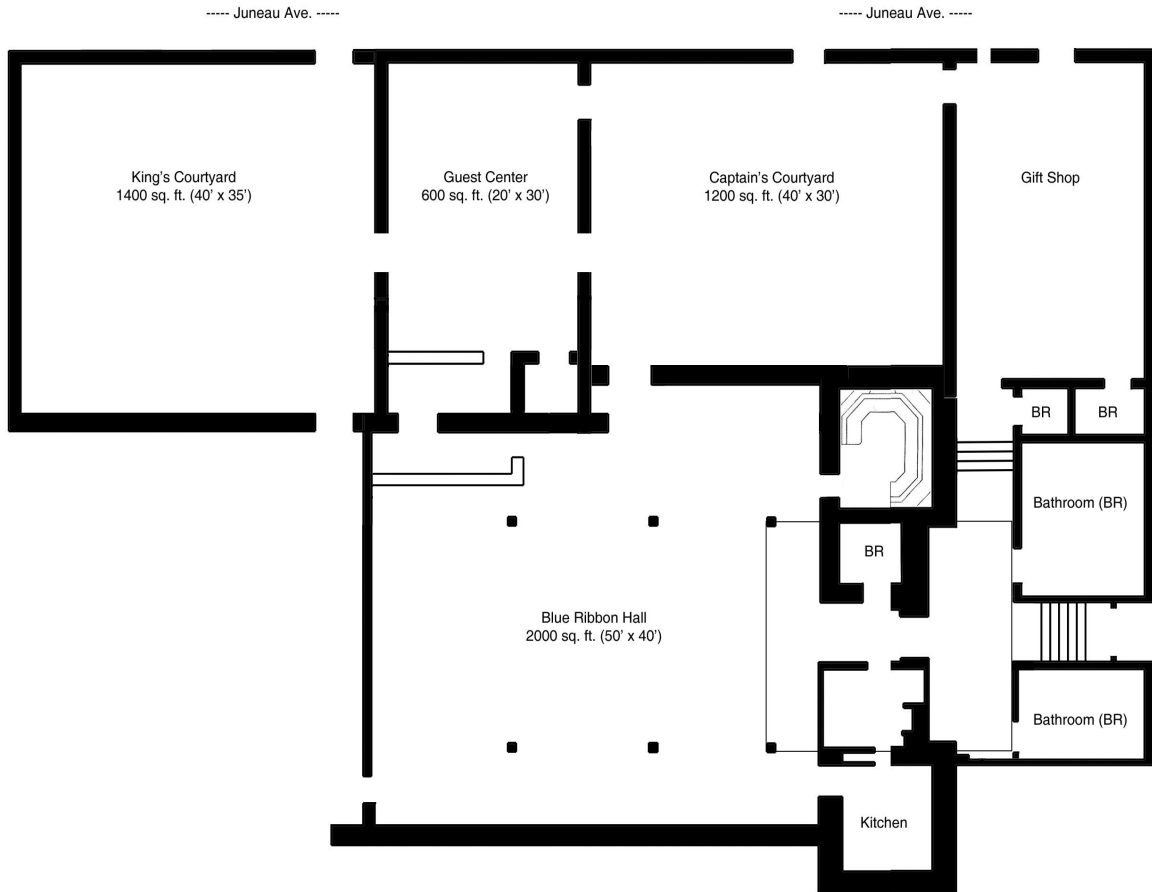 ----- Juneau Ave. -----
----- Juneau Ave. -----
King's Courtyard
1400 sq. ft. (40' x 35')
Guest Center
600 sq. ft. (20' x 30')
Captain's Courtyard
1200 sq. ft. (40' x 30')
Gift Shop
BR
BR
Bathroom (BR)
BR
Blue Ribbon Hall
2000 sq. ft. (50' x 40')
Bathroom (BR)
Kitchen